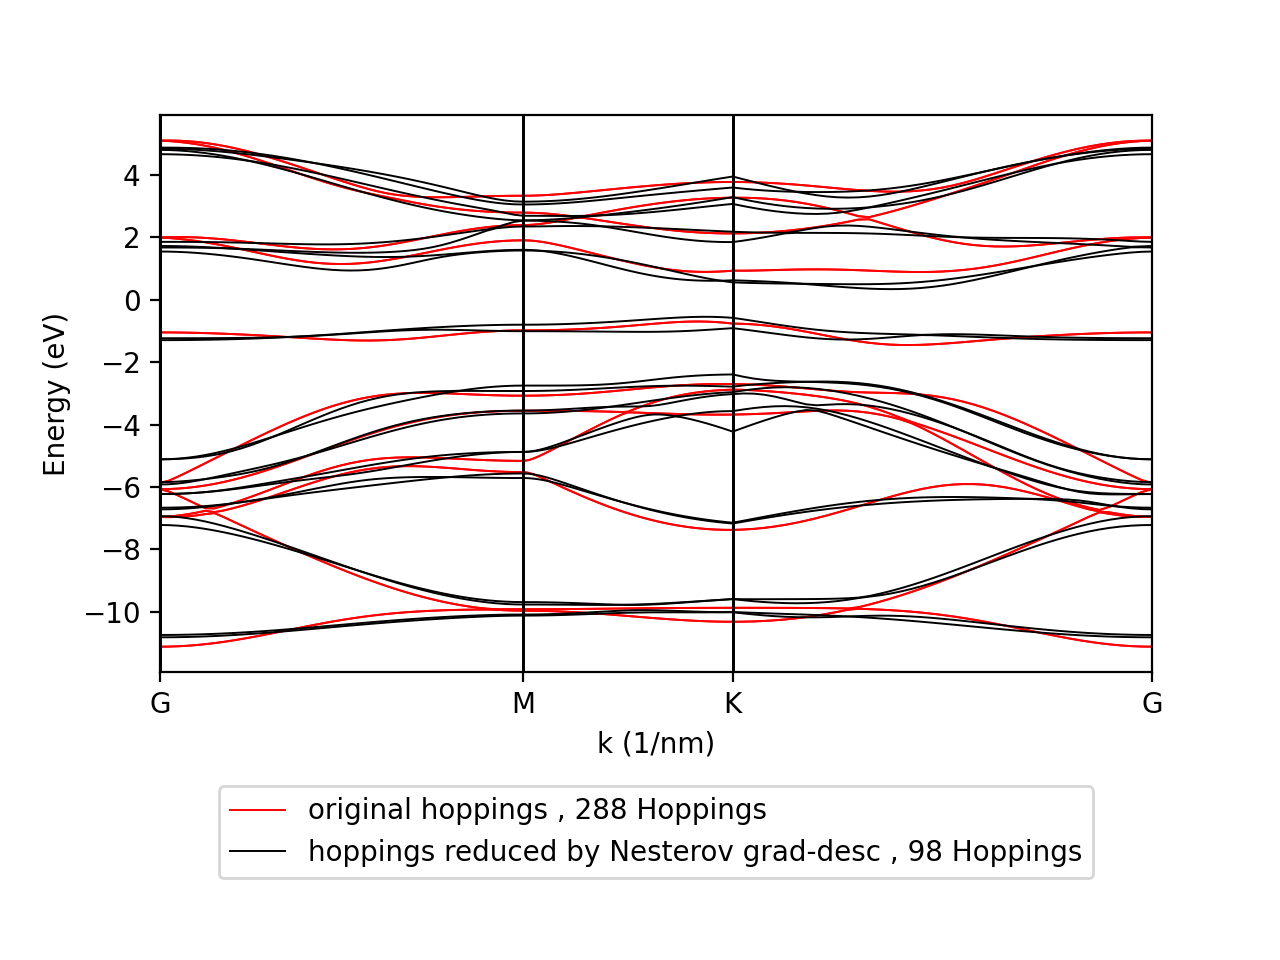 4
2
0
−2
−4
−6
−8
−10
Energy (eV)
G M K G
k (1/nm)
original hoppings , 288 Hoppings
hoppings reduced by Nesterov grad-desc , 98 Hoppings